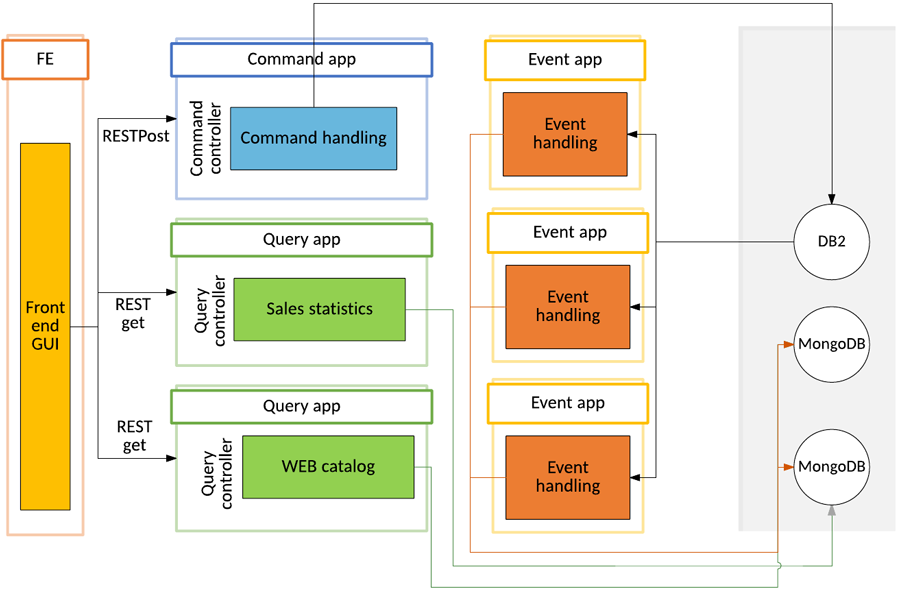 FE
Command app
Event app
RESTPost
Command
controller
Command handling
Event
handling
Query app
Event app
DB2
Front
end
GUI
REST
get
Query
controller
Sales statistics
Event
handling
MongoDB
Query app
Event app
REST
get
Query
controller
WEB catalog
Event
handling
MongoDB